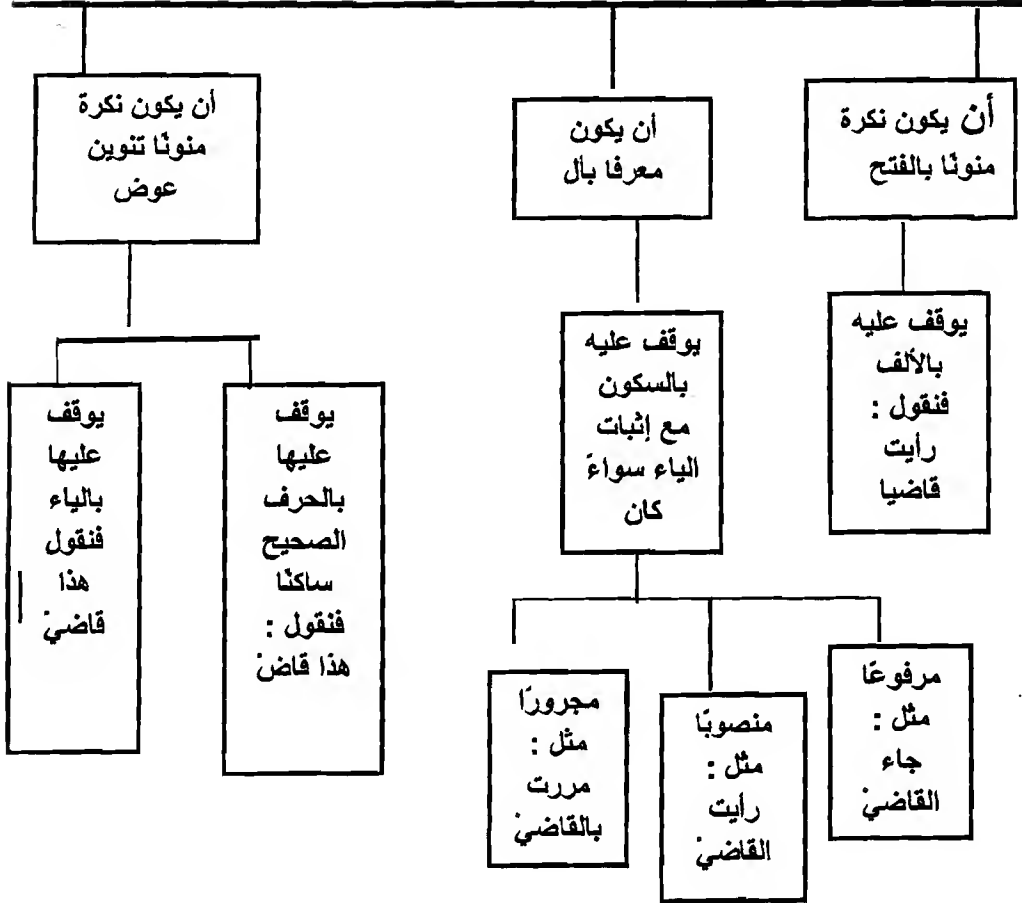 أن يكون نكرة
منونًا بالفتح
أن يكون
معرفا بال
أن يكون نكرة
منونًا تنوين
عوض
يوقف عليه
بالألف
فنقول :
رأيت
قاضيا
يوقف عليه
بالسكون
مع إثبات
الياء سواءً
كان
يوقف
عليها
بالحرف
الصحيح
ساكنًا
فنقول :
هذا قاضْ
يوقف
عليها
بالياء
فنقول
هذا
قاضيْ
مرفوعًا
مثل :
جاء
القاضيْ
منصوبًا
مثل :
رأيت
القاضيْ
مجرورًا
مثل :
مررت
بالقاضيْ